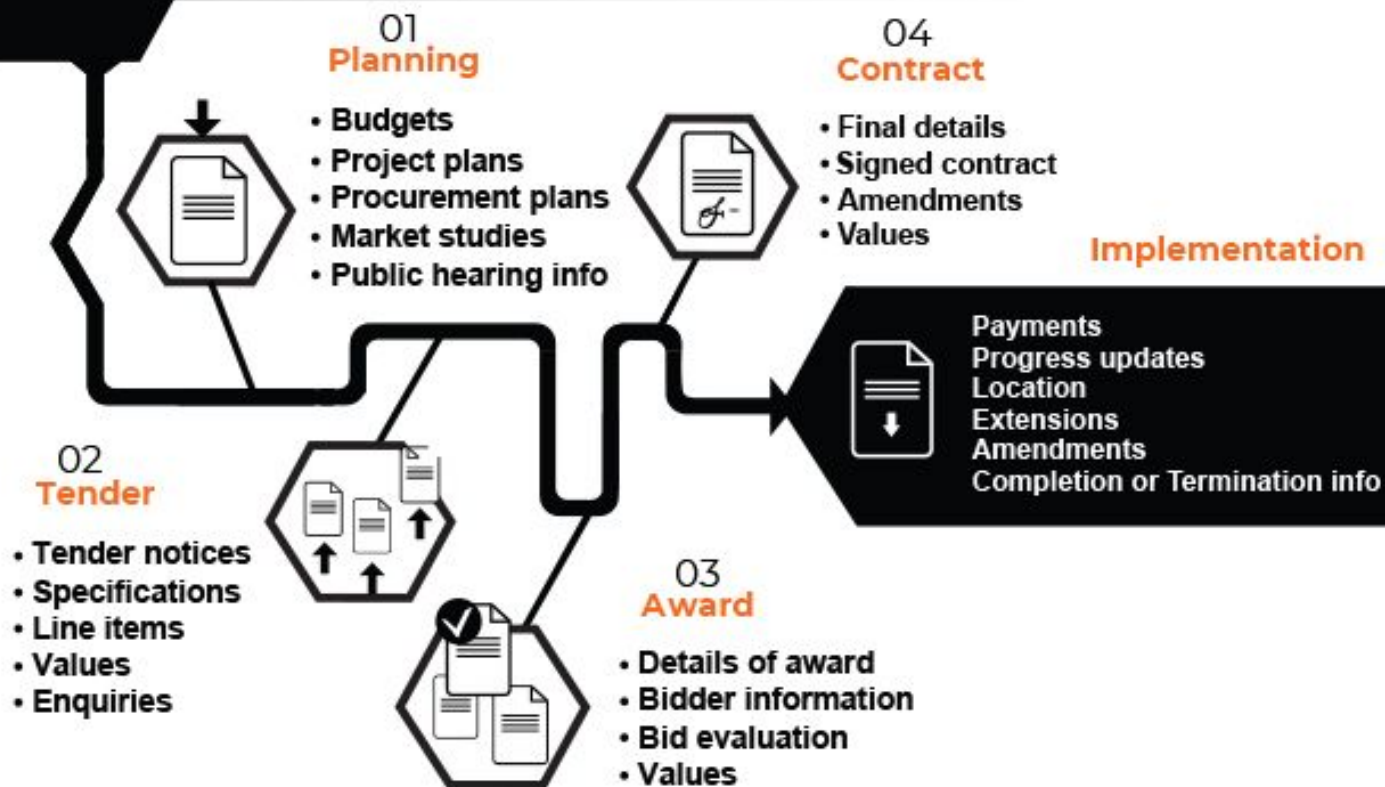 01
Planning
• Budgets
• Project plans
• Procurement plans
• Market studies
• Public hearing info
02
Tender
• Tender notices
• Specifications
• Line items
• Values
• Enquiries
03
Award
• Details of award
• Bidder information
• Bid evaluation
• Values
04
Contract
• Final details
• Signed contract
• Amendments
• Values
Implementation
Payments
Progress updates
Location
Extensions
Amendments
Completion or Termination info